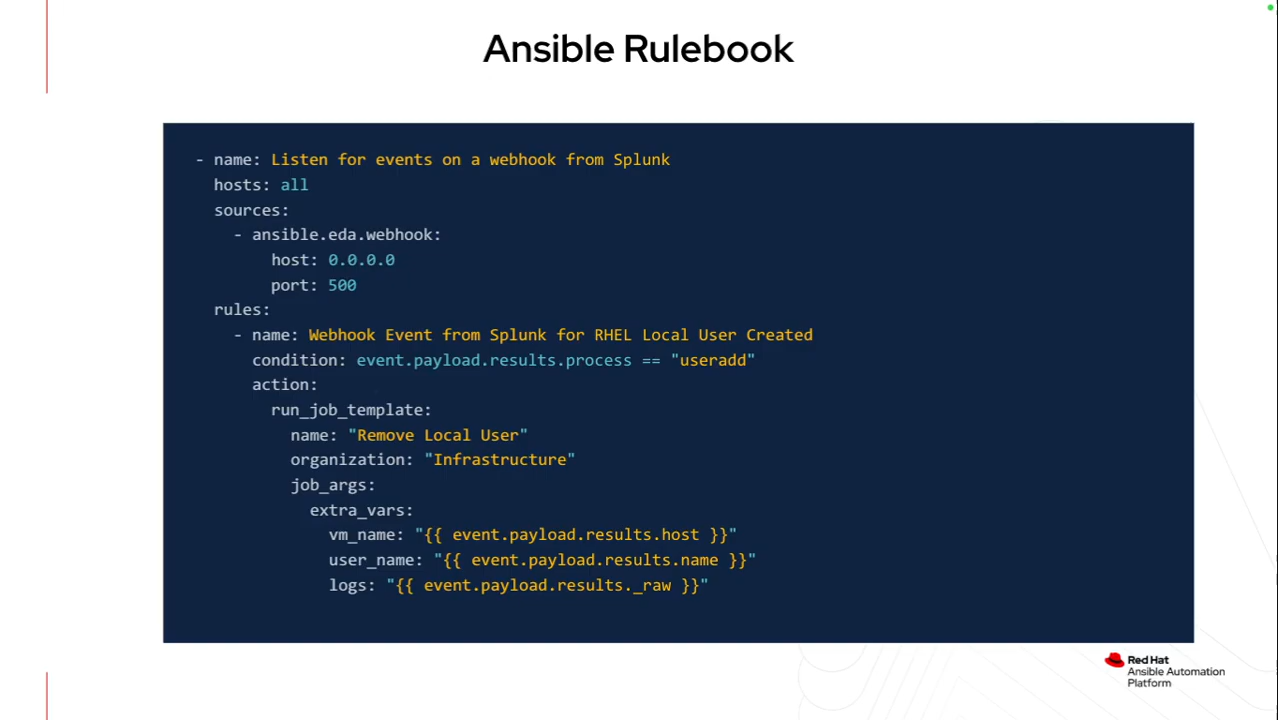 Ansible Rulebook
- name: Listen for events on a webhook from Splunk
  hosts: all
  sources:
    - ansible.eda.webhook:
        host: 0.0.0.0
        port: 500
  rules:
    - name: Webhook Event from Splunk for RHEL Local User Created
      condition: event.payload.results.process == "useradd"
      action:
        run_job_template:
          name: "Remove Local User"
          organization: "Infrastructure"
          job_args:
            extra_vars:
              vm_name: "{{ event.payload.results.host }}"
              user_name: "{{ event.payload.results.name }}"
              logs: "{{ event.payload.results._raw }}"
Red Hat
Ansible Automation
Platform